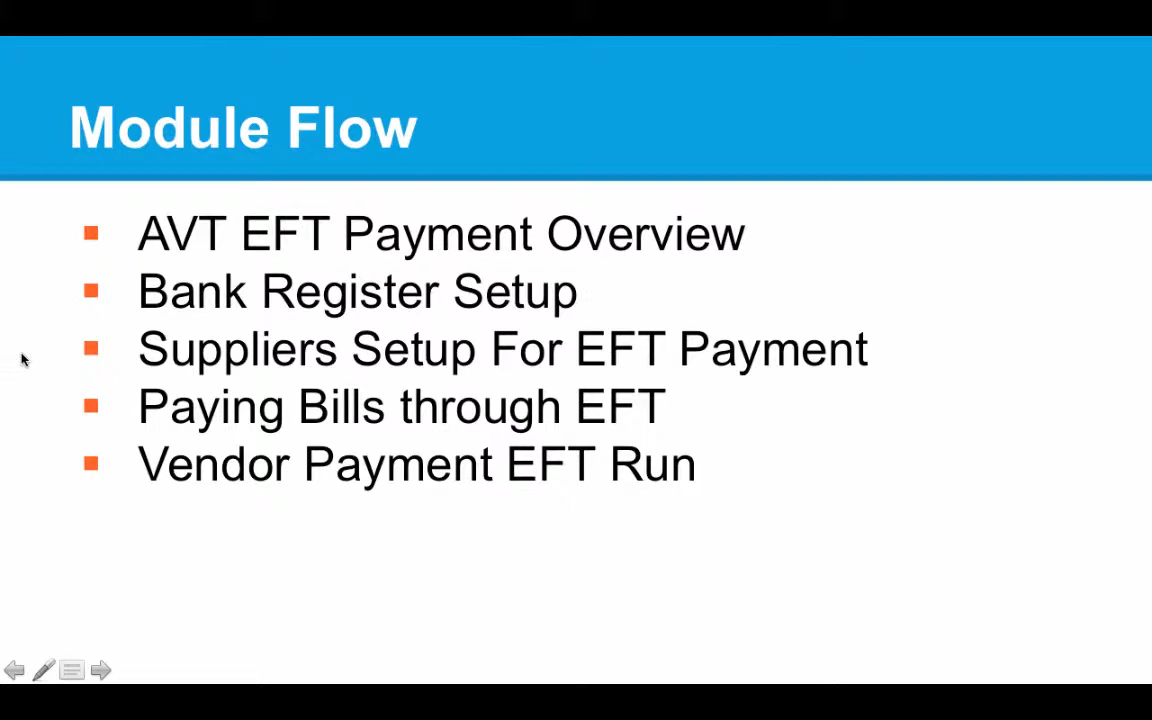 Module Flow
AVT EFT Payment Overview
Bank Register Setup
Suppliers Setup For EFT Payment
Paying Bills through EFT
Vendor Payment EFT Run